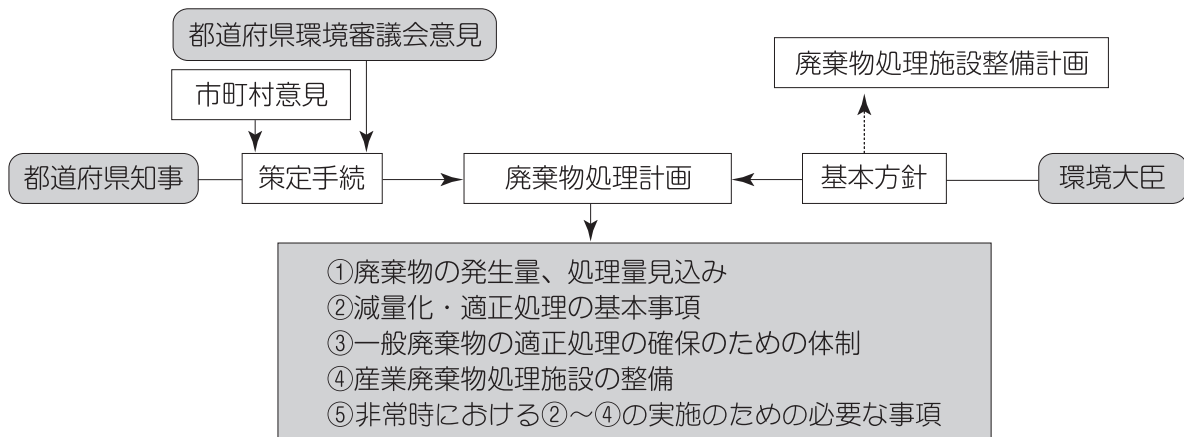 都道府県環境審議会意見
市町村意見
廃棄物処理施設整備計画
都道府県知事
策定手続
廃棄物処理計画
基本方針
環境大臣
①廃棄物の発生量、処理量見込み
②減量化・適正処理の基本事項
③一般廃棄物の適正処理の確保のための体制
④産業廃棄物処理施設の整備
⑤非常時における②～④の実施のための必要な事項